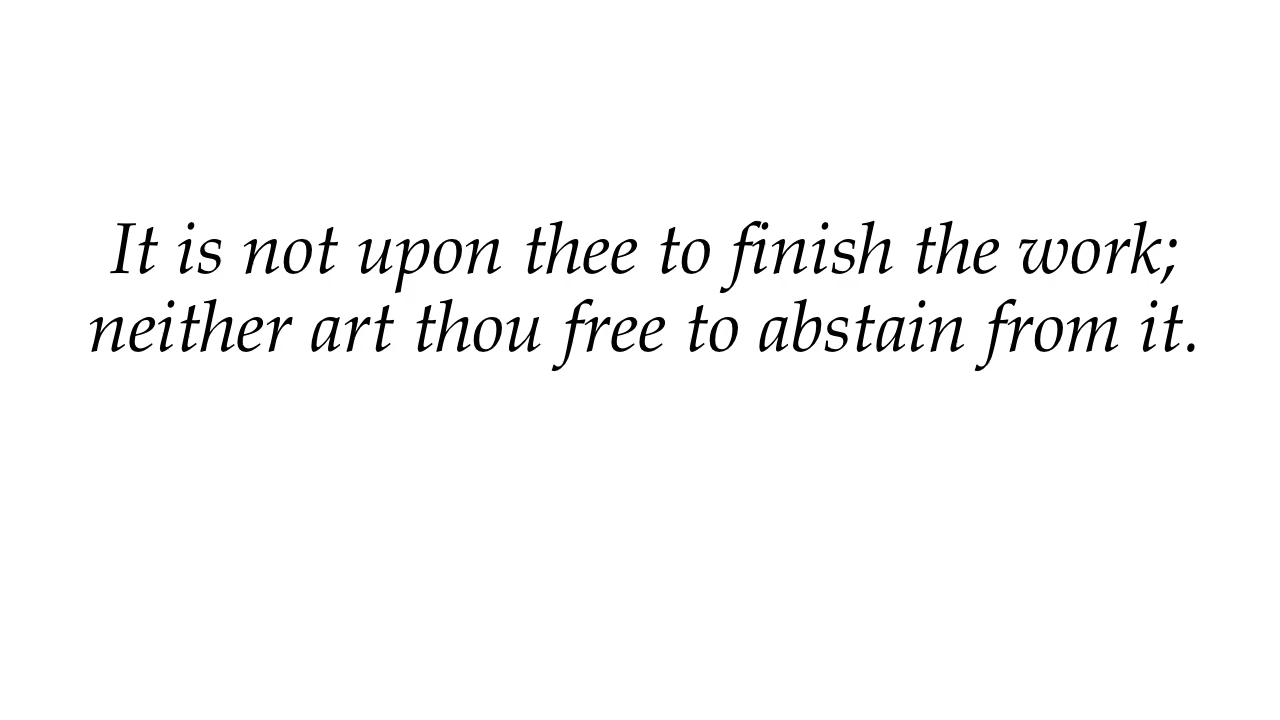 It is not upon thee to finish the work;
neither art thou free to abstain from it.